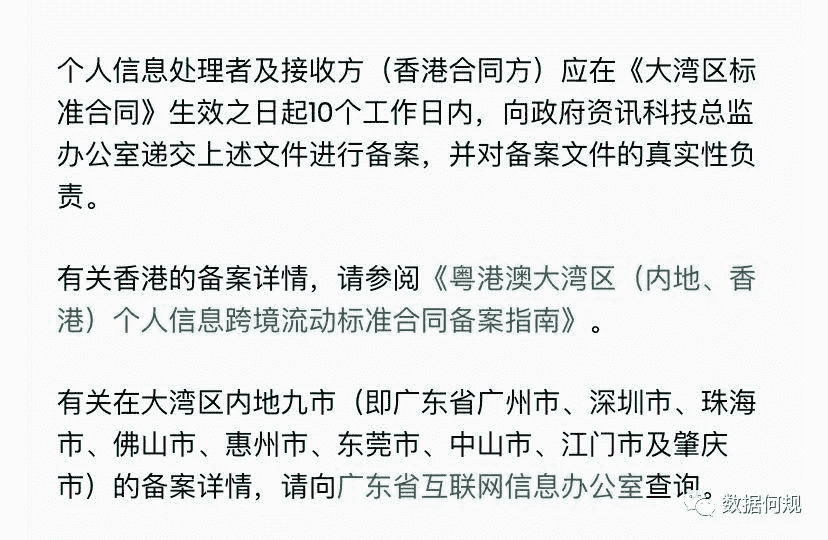 个人信息处理者及接收方（香港合同方）应在《大湾区标
准合同》生效之日起10个工作日内，向政府资讯科技总监
办公室递交上述文件进行备案，并对备案文件的真实性负
责。
有关香港的备案详情，请参阅《粤港澳大湾区（内地、香
港）个人信息跨境流动标准合同备案指南》。
有关在大湾区内地九市（即广东省广州市、深圳市、珠海
市、佛山市、惠州市、东莞市、中山市、江门市及肇庆
市）的备案详情，请向广东省互联网信息办公室查询。
数据何规